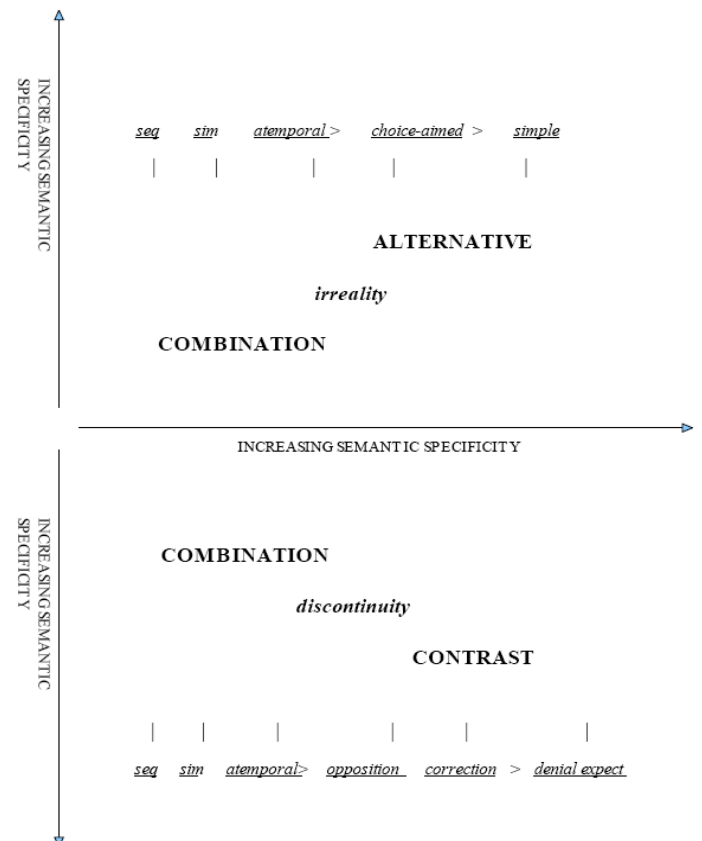 INCREASING SEMANTIC
SPECIFICITY
seq sim atemporal > choice-aimed > simple
ALTERNATIVE
irreality
COMBINATION
INCREASING SEMANTIC SPECIFICITY
INCREASING SEMANTIC
SPECIFICITY
COMBINATION
discontinuity
CONTRAST
seq sim atemporal> opposition correction > denial expect